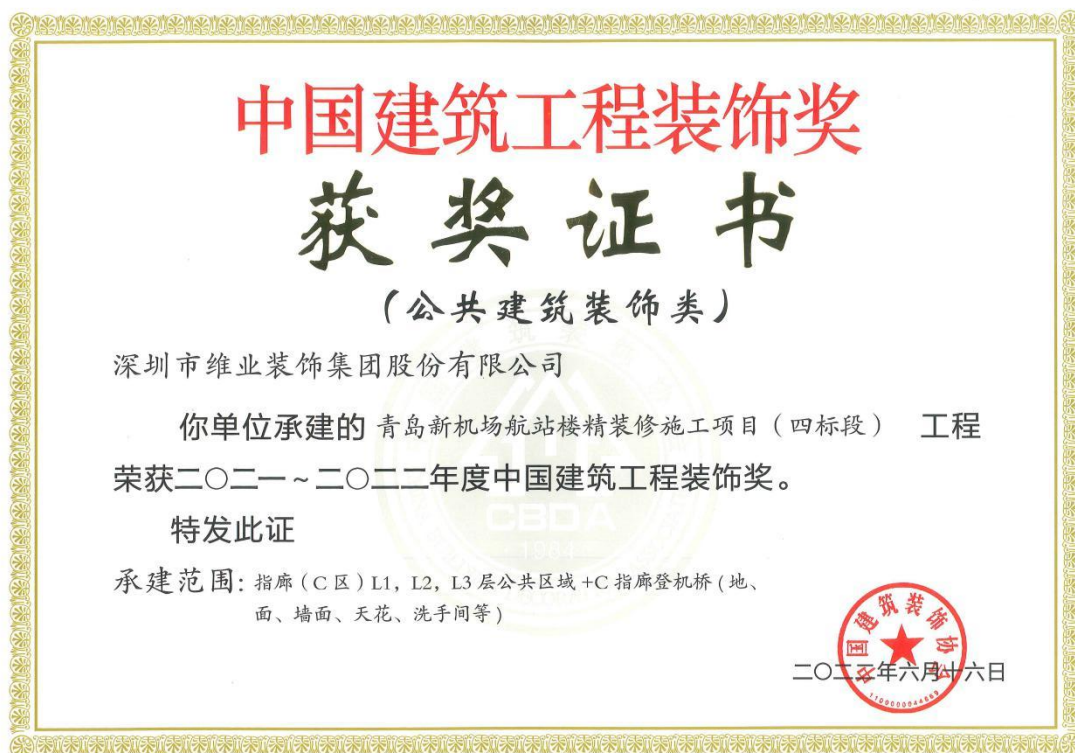 中国建筑工程装饰奖
获奖证书
(公共建筑装饰类)
深圳市维业装饰集团股份有限公司
你单位承建的 青岛新机场航站楼精装修施工项目(四标段) 工程
荣获二〇二一~二〇二二年度中国建筑工程装饰奖。
特发此证
承建范围: 指廊(C区)L1, L2, L3层公共区域+C指廊登机桥(地、
面、墙面、天花、洗手间等)
CBDA
1984
中国建筑装饰协会
二〇二三年六月十六日